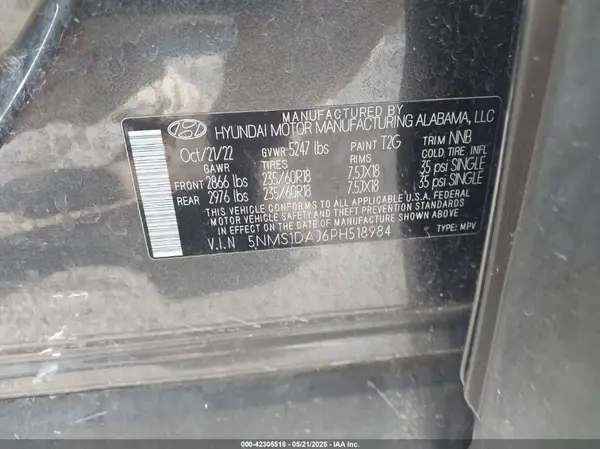 MANUFACTURED BY
HYUNDAI MOTOR MANUFACTURING ALABAMA, LLC
Oct/21/22 GVWR 5247 lbs PAINT T2G TRIM NNB
GAWR TIRES RIMS COLD TIRE INFL.
FRONT 2866 lbs 235/60R18 7.5JX18 35 psi SINGLE
REAR 2976 lbs 235/60R18 7.5JX18 35 psi SINGLE
THIS VEHICLE CONFORMS TO ALL APPLICABLE U.S.A. FEDERAL
MOTOR VEHICLE SAFETY, BUMPER, AND THEFT
PREVENTION STANDARDS IN EFFECT ON THE DATE OF
MANUFACTURE SHOWN ABOVE
V.I.N 5NMS1DAJ6PH518984 TYPE: MPV
000-42305518 — 05/21/2025 — IAA Inc.